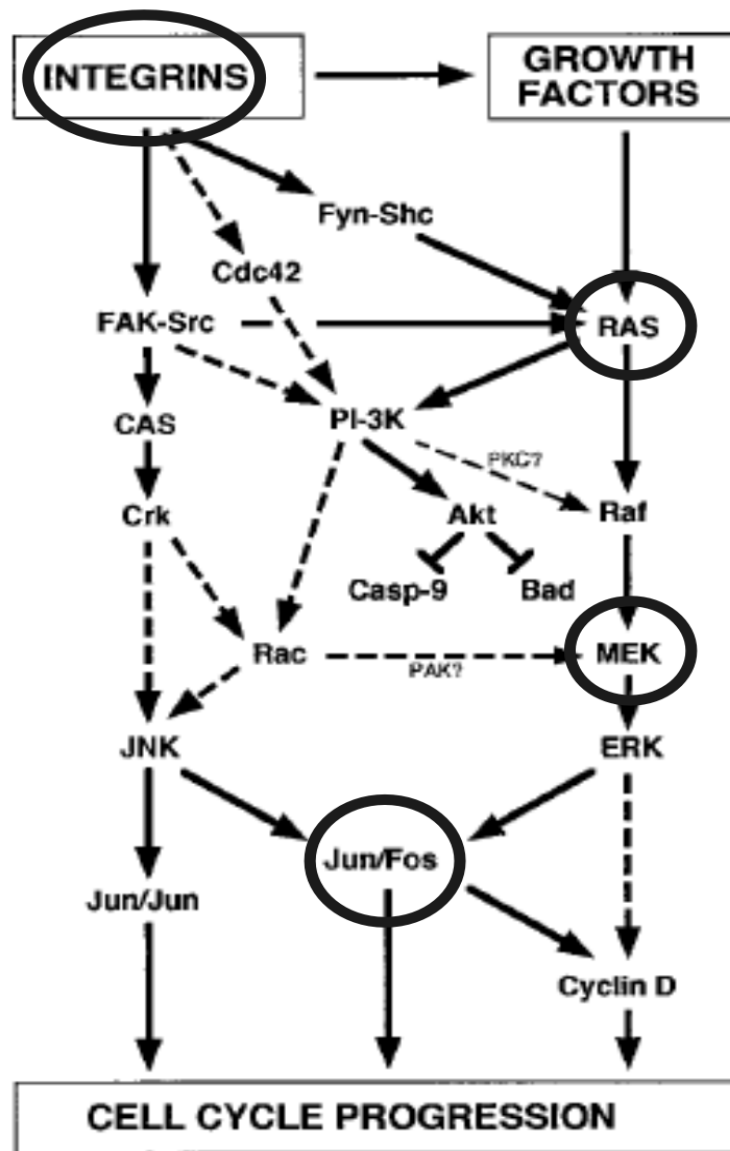 INTEGRINS
GROWTH
FACTORS
Fyn-Shc
Cdc42
FAK-Src
RAS
CAS
PI-3K
PKC?
Crk
Akt
Raf
Casp-9
Bad
Rac
PAK?
MEK
JNK
ERK
Jun/Fos
Jun/Jun
Cyclin D
CELL CYCLE PROGRESSION